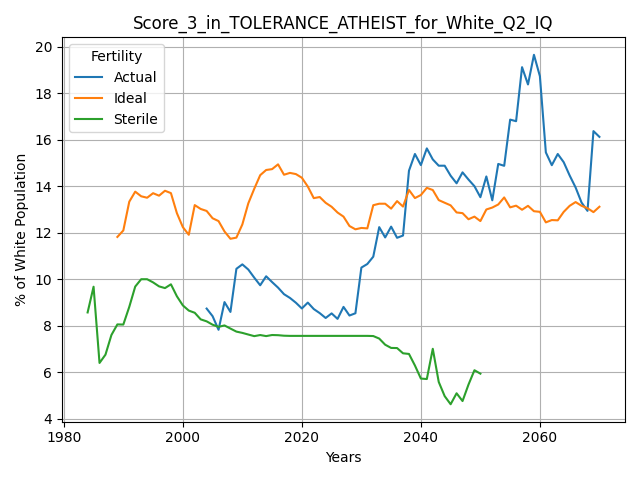 Score_3_in_TOLERANCE_ATHEIST_for_White_Q2_IQ
Fertility
Actual
Ideal
Sterile
% of White Population
20
18
16
14
12
10
8
6
4
1980 2000 2020 2040 2060
Years